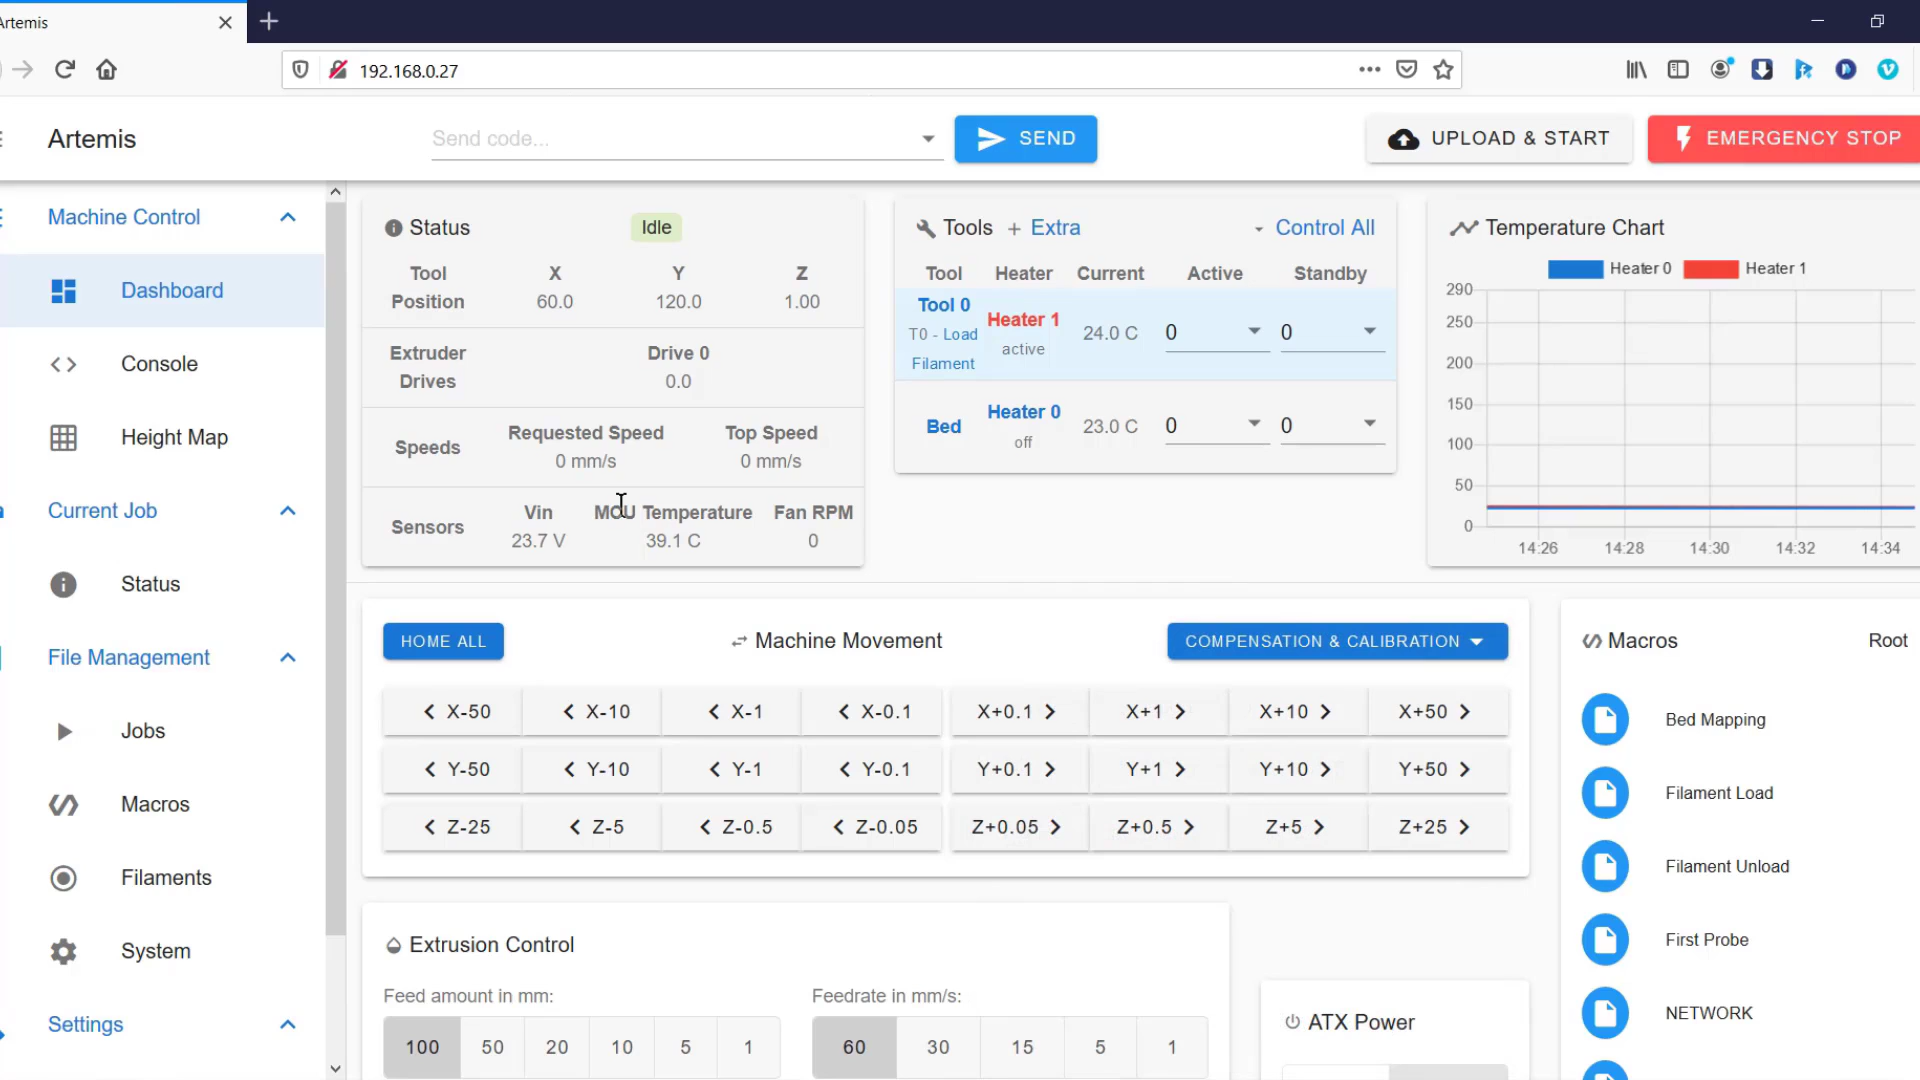 Artemis
192.168.0.27
Artemis
Send code...
SEND
UPLOAD & START
EMERGENCY STOP
Machine Control
Dashboard
Console
Height Map
Current Job
Status
File Management
Jobs
Macros
Filaments
System
Settings
Status
Idle
Tool Position
X
Y
Z
60.0
120.0
1.00
Extruder Drives
Drive 0
0.0
Speeds
Requested Speed
Top Speed
0 mm/s
0 mm/s
Sensors
Vin
MCU Temperature
Fan RPM
23.7 V
39.1 C
0
Tools + Extra
Control All
Tool
Heater
Current
Active
Standby
Tool 0
T0 - Load
Filament
Heater 1
active
24.0 C
0
0
Bed
Heater 0
off
23.0 C
0
0
Temperature Chart
Heater 0
Heater 1
290
250
200
150
100
50
0
14:26
14:28
14:30
14:32
14:34
HOME ALL
Machine Movement
COMPENSATION & CALIBRATION
X-50
X-10
X-1
X-0.1
X+0.1
X+1
X+10
X+50
Y-50
Y-10
Y-1
Y-0.1
Y+0.1
Y+1
Y+10
Y+50
Z-25
Z-5
Z-0.5
Z-0.05
Z+0.05
Z+0.5
Z+5
Z+25
Macros
Root
Bed Mapping
Filament Load
Filament Unload
First Probe
NETWORK
Extrusion Control
Feed amount in mm:
100
50
20
10
5
1
Feedrate in mm/s:
60
30
15
5
1
ATX Power